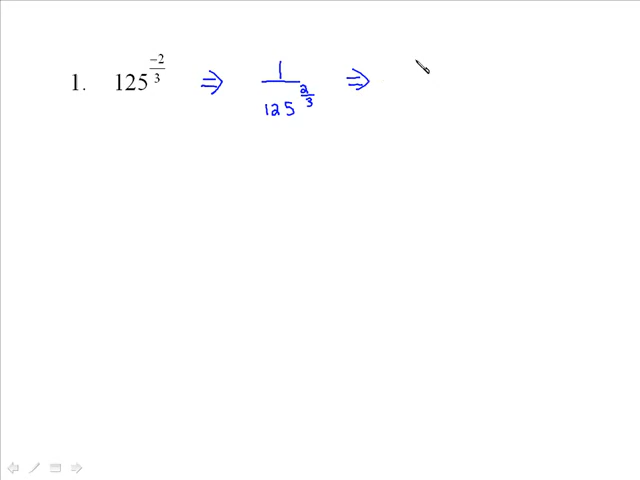 1. 125^(-2/3) ⇒ 1/125^(2/3) ⇒